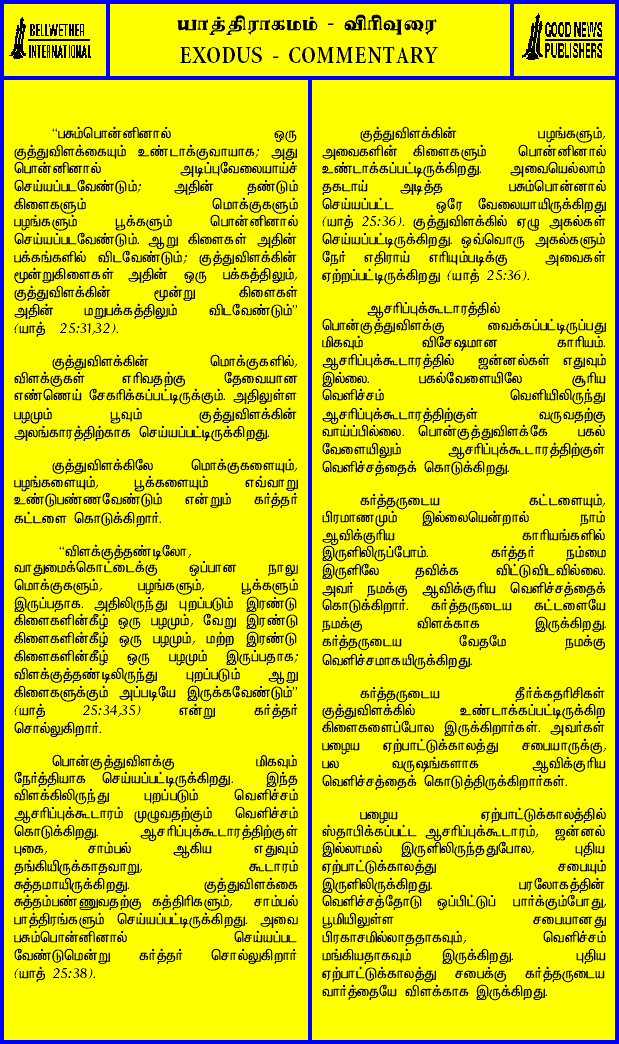 BELLWETHER
INTERNATIONAL
யாத்திராகமம் - விரிவுரை
EXODUS - COMMENTARY
GOOD NEWS
PUBLISHERS
“பசும்பொன்னினால் ஒரு
குத்துவிளக்கையும் உண்டாக்குவாயாக; அது
பொன்னினால் அடிப்புவேலையாய்ச்
செய்யப்படவேண்டும்; அதின் தண்டும்
கிளைகளும் மொக்குகளும்
பழங்களும் பூக்களும் பொன்னினால்
செய்யப்படவேண்டும். ஆறு கிளைகள் அதின்
பக்கங்களில் விடவேண்டும்; குத்துவிளக்கின்
மூன்றுகிளைகள் அதின் ஒரு பக்கத்திலும்,
குத்துவிளக்கின் மூன்று கிளைகள்
அதின் மறுபக்கத்திலும் விடவேண்டும்”
(யாத் 25:31,32).
குத்துவிளக்கின் மொக்குகளில்,
விளக்குகள் எரிவதற்கு தேவையான
எண்ணெய் சேகரிக்கப்பட்டிருக்கும். அதிலுள்ள
பழமும் பூவும் குத்துவிளக்கின்
அலங்காரத்திற்காக செய்யப்பட்டிருக்கிறது.
குத்துவிளக்கிலே மொக்குகளையும்,
பழங்களையும், பூக்களையும் எவ்வாறு
உண்டுபண்ணவேண்டும் என்றும் கர்த்தர்
கட்டளை கொடுக்கிறார்.
“விளக்குத்தண்டிலோ,
வாதுமைக்கொட்டைக்கு ஒப்பான நாலு
மொக்குகளும், பழங்களும், பூக்களும்
இருப்பதாக. அதிலிருந்து புறப்படும் இரண்டு
கிளைகளின்கீழ் ஒரு பழமும், வேறு இரண்டு
கிளைகளின்கீழ் ஒரு பழமும், மற்ற இரண்டு
கிளைகளின்கீழ் ஒரு பழமும் இருப்பதாக;
விளக்குத்தண்டிலிருந்து புறப்படும் ஆறு
கிளைகளுக்கும் அப்படியே இருக்கவேண்டும்”
(யாத் 25:34,35) என்று கர்த்தர்
சொல்லுகிறார்.
பொன்குத்துவிளக்கு மிகவும்
நேர்த்தியாக செய்யப்பட்டிருக்கிறது. இந்த
விளக்கிலிருந்து புறப்படும் வெளிச்சம்
ஆசரிப்புக்கூடாரம் முழுவதற்கும் வெளிச்சம்
கொடுக்கிறது. ஆசரிப்புக்கூடாரத்திற்குள்
புகை, சாம்பல் ஆகிய எதுவும்
தங்கியிருக்காதவாறு, கூடாரம்
சுத்தமாயிருக்கிறது. குத்துவிளக்கை
சுத்தம்பண்ணுவதற்கு கத்திரிகளும், சாம்பல்
பாத்திரங்களும் செய்யப்பட்டிருக்கிறது. அவை
பசும்பொன்னினால் செய்யப்பட
வேண்டுமென்று கர்த்தர் சொல்லுகிறார்
(யாத் 25:38).
குத்துவிளக்கின் பழங்களும்,
அவைகளின் கிளைகளும் பொன்னினால்
உண்டாக்கப்பட்டிருக்கிறது. அவையெல்லாம்
தகடாய் அடித்த பசும்பொன்னால்
செய்யப்பட்ட ஒரே வேலையாயிருக்கிறது
(யாத் 25:36). குத்துவிளக்கில் ஏழு அகல்கள்
செய்யப்பட்டிருக்கிறது. ஒவ்வொரு அகல்களும்
நேர் எதிராய் எரியும்படிக்கு அவைகள்
ஏற்றப்பட்டிருக்கிறது (யாத் 25:36).
ஆசரிப்புக்கூடாரத்தில்
பொன்குத்துவிளக்கு வைக்கப்பட்டிருப்பது
மிகவும் விசேஷமான காரியம்.
ஆசரிப்புக்கூடாரத்தில் ஜன்னல்கள் எதுவும்
இல்லை. பகல்வேளையிலே சூரிய
வெளிச்சம் வெளியிலிருந்து
ஆசரிப்புக்கூடாரத்திற்குள் வருவதற்கு
வாய்ப்பில்லை. பொன்குத்துவிளக்கே பகல்
வேளையிலும் ஆசரிப்புக்கூடாரத்திற்குள்
வெளிச்சத்தைக் கொடுக்கிறது.
கர்த்தருடைய கட்டளையும்,
பிரமாணமும் இல்லையென்றால் நாம்
ஆவிக்குரிய காரியங்களில்
இருளிலிருப்போம். கர்த்தர் நம்மை
இருளிலே தவிக்க விட்டுவிடவில்லை.
அவர் நமக்கு ஆவிக்குரிய வெளிச்சத்தைக்
கொடுக்கிறார். கர்த்தருடைய கட்டளையே
நமக்கு விளக்காக இருக்கிறது.
கர்த்தருடைய வேதமே நமக்கு
வெளிச்சமாகயிருக்கிறது.
கர்த்தருடைய தீர்க்கதரிசிகள்
குத்துவிளக்கில் உண்டாக்கப்பட்டிருக்கிற
கிளைகளைப்போல இருக்கிறார்கள். அவர்கள்
பழைய ஏற்பாட்டுக்காலத்து சபையாருக்கு,
பல வருஷங்களாக ஆவிக்குரிய
வெளிச்சத்தைக் கொடுத்திருக்கிறார்கள்.
பழைய ஏற்பாட்டுக்காலத்தில்
ஸ்தாபிக்கப்பட்ட ஆசரிப்புக்கூடாரம், ஜன்னல்
இல்லாமல் இருளிலிருந்ததுபோல, புதிய
ஏற்பாட்டுக்காலத்து சபையும்
இருளிலிருக்கிறது. பரலோகத்தின்
வெளிச்சத்தோடு ஒப்பிட்டுப் பார்க்கும்போது,
பூமியிலுள்ள சபையானது
பிரகாசமில்லாததாகவும், வெளிச்சம்
மங்கியதாகவும் இருக்கிறது. புதிய
ஏற்பாட்டுக்காலத்து சபைக்கு கர்த்தருடைய
வார்த்தையே விளக்காக இருக்கிறது.